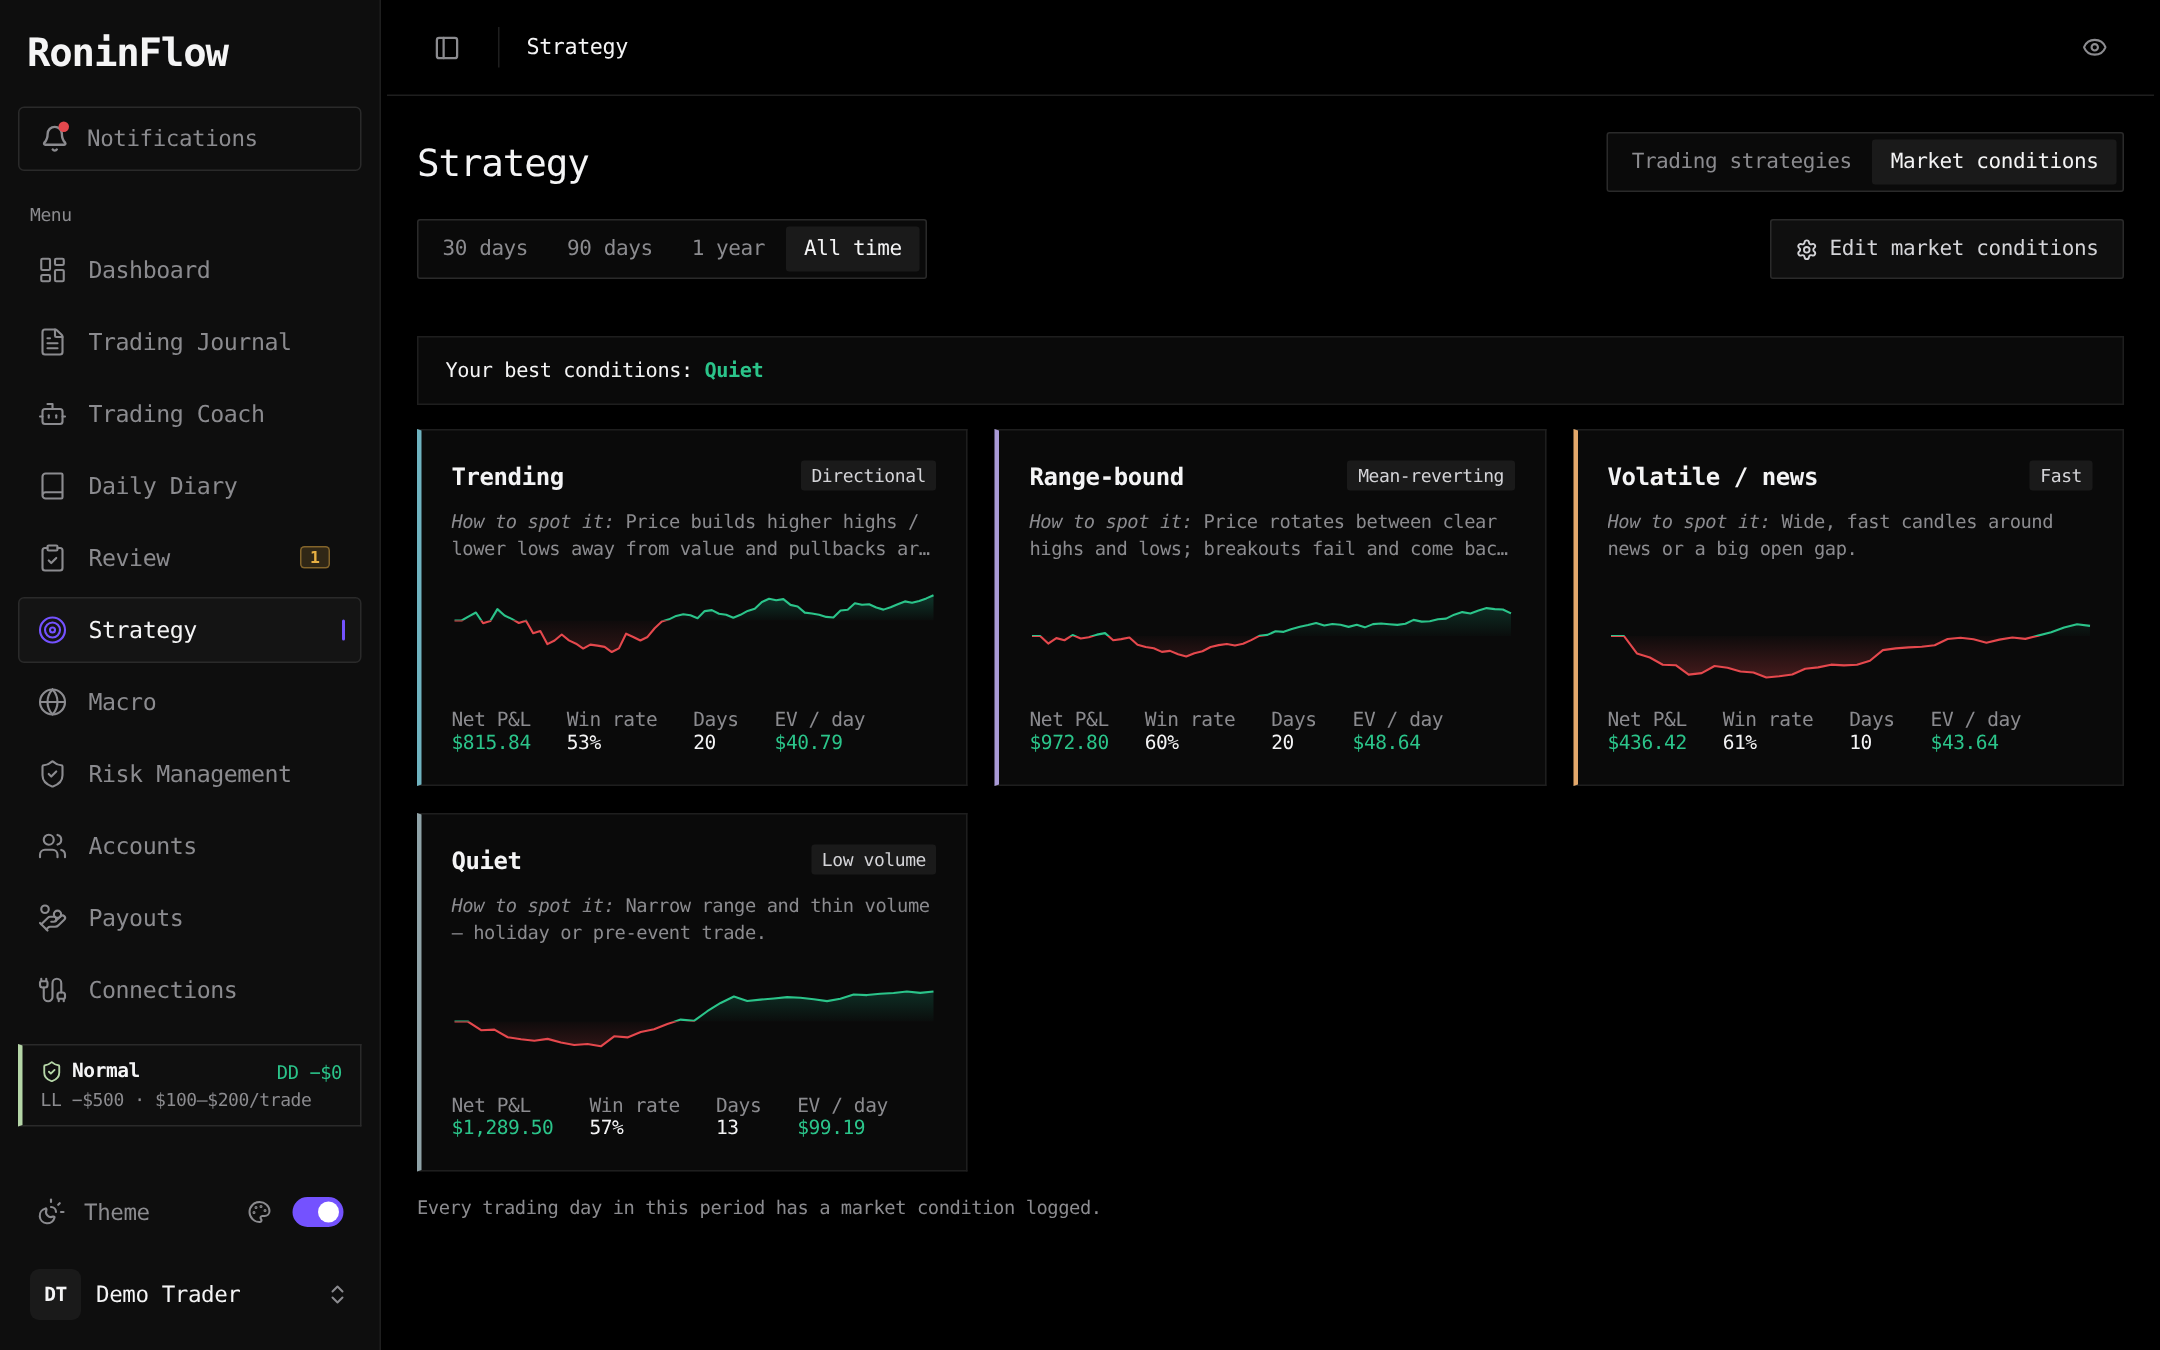 RoninFlow
Notifications
Menu
Dashboard
Trading Journal
Trading Coach
Daily Diary
Review 1
Strategy
Macro
Risk Management
Accounts
Payouts
Connections
Normal DD −$0
LL −$500 · $100–$200/trade
Theme
DT Demo Trader
Strategy
Strategy
Trading strategies Market conditions
30 days 90 days 1 year All time
Edit market conditions
Your best conditions: Quiet
Trending Directional
How to spot it: Price builds higher highs /
lower lows away from value and pullbacks ar…
Net P&L Win rate Days EV / day
$815.84 53% 20 $40.79
Range-bound Mean-reverting
How to spot it: Price rotates between clear
highs and lows; breakouts fail and come bac…
Net P&L Win rate Days EV / day
$972.80 60% 20 $48.64
Volatile / news Fast
How to spot it: Wide, fast candles around
news or a big open gap.
Net P&L Win rate Days EV / day
$436.42 61% 10 $43.64
Quiet Low volume
How to spot it: Narrow range and thin volume
— holiday or pre-event trade.
Net P&L Win rate Days EV / day
$1,289.50 57% 13 $99.19
Every trading day in this period has a market condition logged.